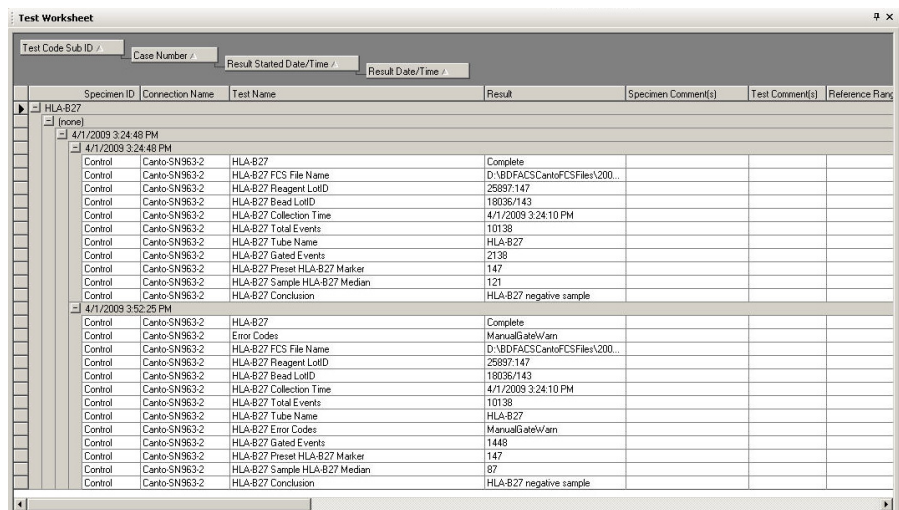 Test Worksheet
Test Code Sub ID
Case Number
Result Started Date/Time
Result Date/Time
Specimen ID Connection Name Test Name Result Specimen Comment(s) Test Comment(s) Reference Rang
HLA-B27
(none)
4/1/2009 3:24:48 PM
4/1/2009 3:24:48 PM
Control Canto-SN963-2 HLA-B27 Complete
Control Canto-SN963-2 HLA-B27 FCS File Name D:\BDFACSCantoFCSFiles\200...
Control Canto-SN963-2 HLA-B27 Reagent LotID 25897:147
Control Canto-SN963-2 HLA-B27 Bead LotID 18036/143
Control Canto-SN963-2 HLA-B27 Collection Time 4/1/2009 3:24:10 PM
Control Canto-SN963-2 HLA-B27 Total Events 10138
Control Canto-SN963-2 HLA-B27 Tube Name HLA-B27
Control Canto-SN963-2 HLA-B27 Gated Events 2138
Control Canto-SN963-2 HLA-B27 Preset HLA-B27 Marker 147
Control Canto-SN963-2 HLA-B27 Sample HLA-B27 Median 121
Control Canto-SN963-2 HLA-B27 Conclusion HLA-B27 negative sample
4/1/2009 3:52:25 PM
Control Canto-SN963-2 HLA-B27 Complete
Control Canto-SN963-2 Error Codes ManualGateWarn
Control Canto-SN963-2 HLA-B27 FCS File Name D:\BDFACSCantoFCSFiles\200...
Control Canto-SN963-2 HLA-B27 Reagent LotID 25897:147
Control Canto-SN963-2 HLA-B27 Bead LotID 18036/143
Control Canto-SN963-2 HLA-B27 Collection Time 4/1/2009 3:24:10 PM
Control Canto-SN963-2 HLA-B27 Total Events 10138
Control Canto-SN963-2 HLA-B27 Tube Name HLA-B27
Control Canto-SN963-2 HLA-B27 Error Codes ManualGateWarn
Control Canto-SN963-2 HLA-B27 Gated Events 1448
Control Canto-SN963-2 HLA-B27 Preset HLA-B27 Marker 147
Control Canto-SN963-2 HLA-B27 Sample HLA-B27 Median 87
Control Canto-SN963-2 HLA-B27 Conclusion HLA-B27 negative sample